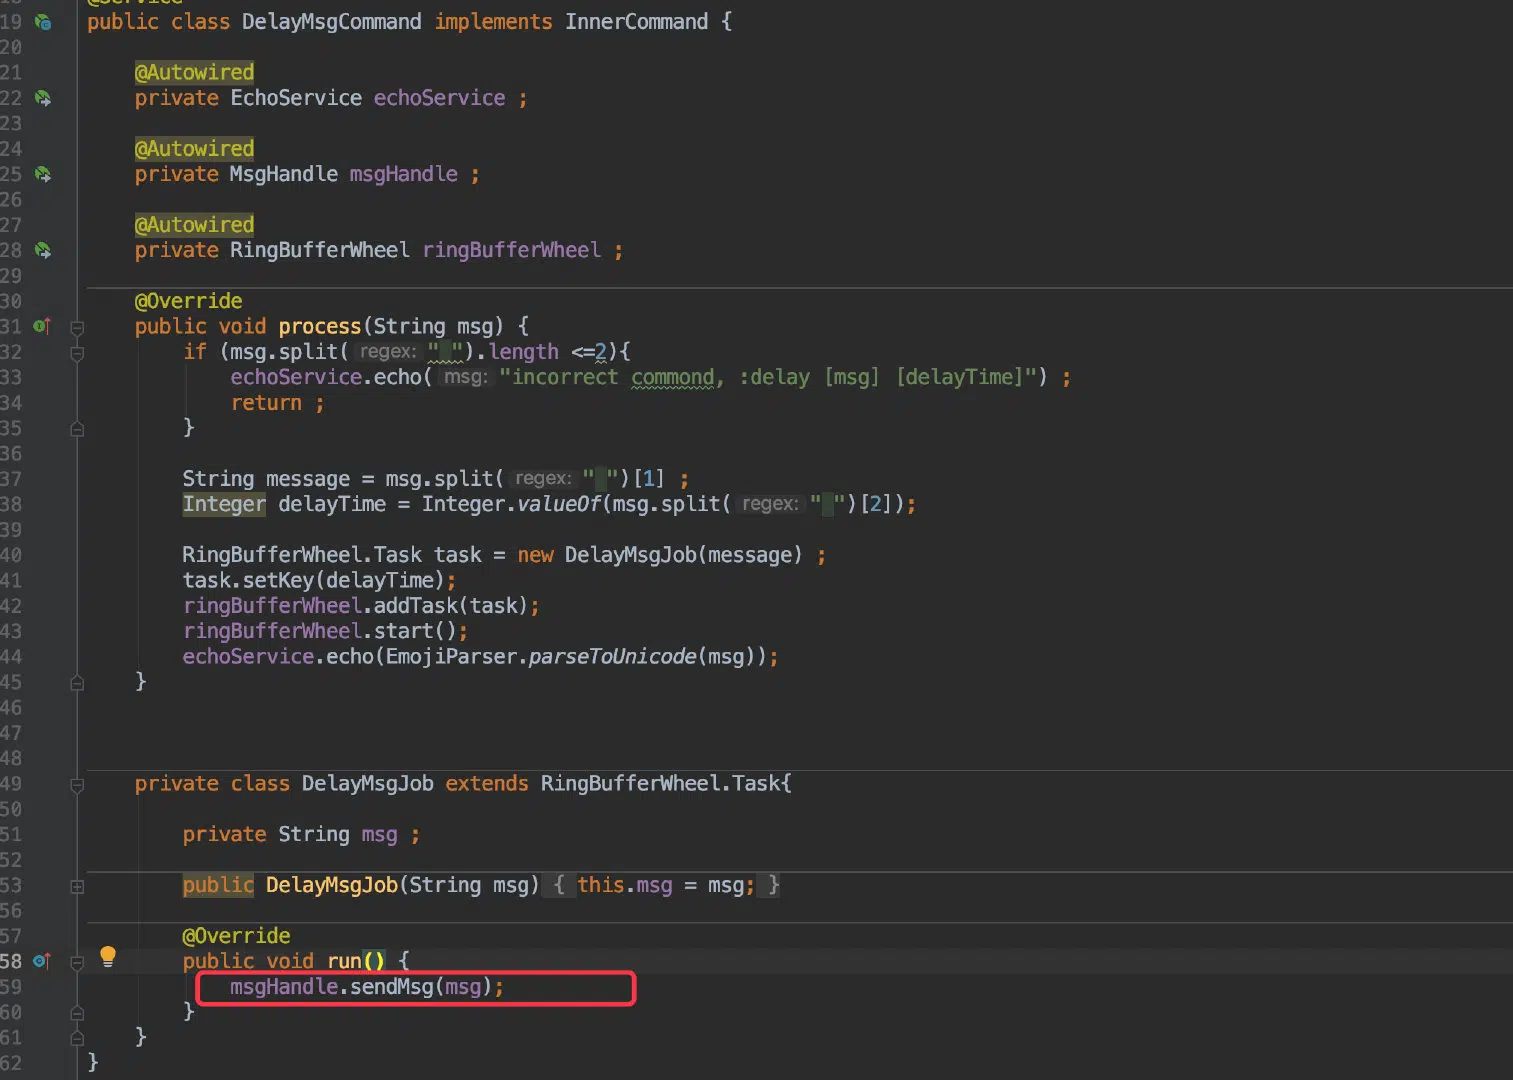 @Service
19 public class DelayMsgCommand implements InnerCommand {
20
21 @Autowired
22 private EchoService echoService ;
23
24 @Autowired
25 private MsgHandle msgHandle ;
26
27 @Autowired
28 private RingBufferWheel ringBufferWheel ;
29
30 @Override
31 public void process(String msg) {
32 if (msg.split( regex: " ").length <=2){
33 echoService.echo( msg: "incorrect commond, :delay [msg] [delayTime]") ;
34 return ;
35 }
36
37 String message = msg.split( regex: " ")[1] ;
38 Integer delayTime = Integer.valueOf(msg.split( regex: " ")[2]);
39
40 RingBufferWheel.Task task = new DelayMsgJob(message) ;
41 task.setKey(delayTime);
42 ringBufferWheel.addTask(task);
43 ringBufferWheel.start();
44 echoService.echo(EmojiParser.parseToUnicode(msg));
45 }
46
47
48
49 private class DelayMsgJob extends RingBufferWheel.Task{
50
51 private String msg ;
52
53 public DelayMsgJob(String msg) { this.msg = msg; }
56
57 @Override
58 public void run() {
59 msgHandle.sendMsg(msg);
60 }
61 }
62 }